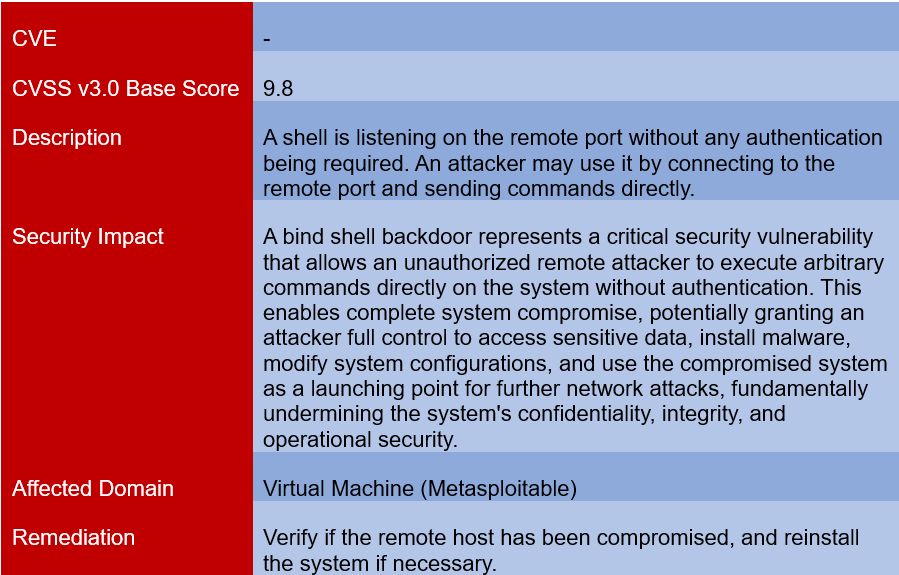 CVE
-
CVSS v3.0 Base Score
9.8
Description
A shell is listening on the remote port without any authentication
being required. An attacker may use it by connecting to the
remote port and sending commands directly.
Security Impact
A bind shell backdoor represents a critical security vulnerability
that allows an unauthorized remote attacker to execute arbitrary
commands directly on the system without authentication. This
enables complete system compromise, potentially granting an
attacker full control to access sensitive data, install malware,
modify system configurations, and use the compromised system
as a launching point for further network attacks, fundamentally
undermining the system's confidentiality, integrity, and
operational security.
Affected Domain
Virtual Machine (Metasploitable)
Remediation
Verify if the remote host has been compromised, and reinstall
the system if necessary.